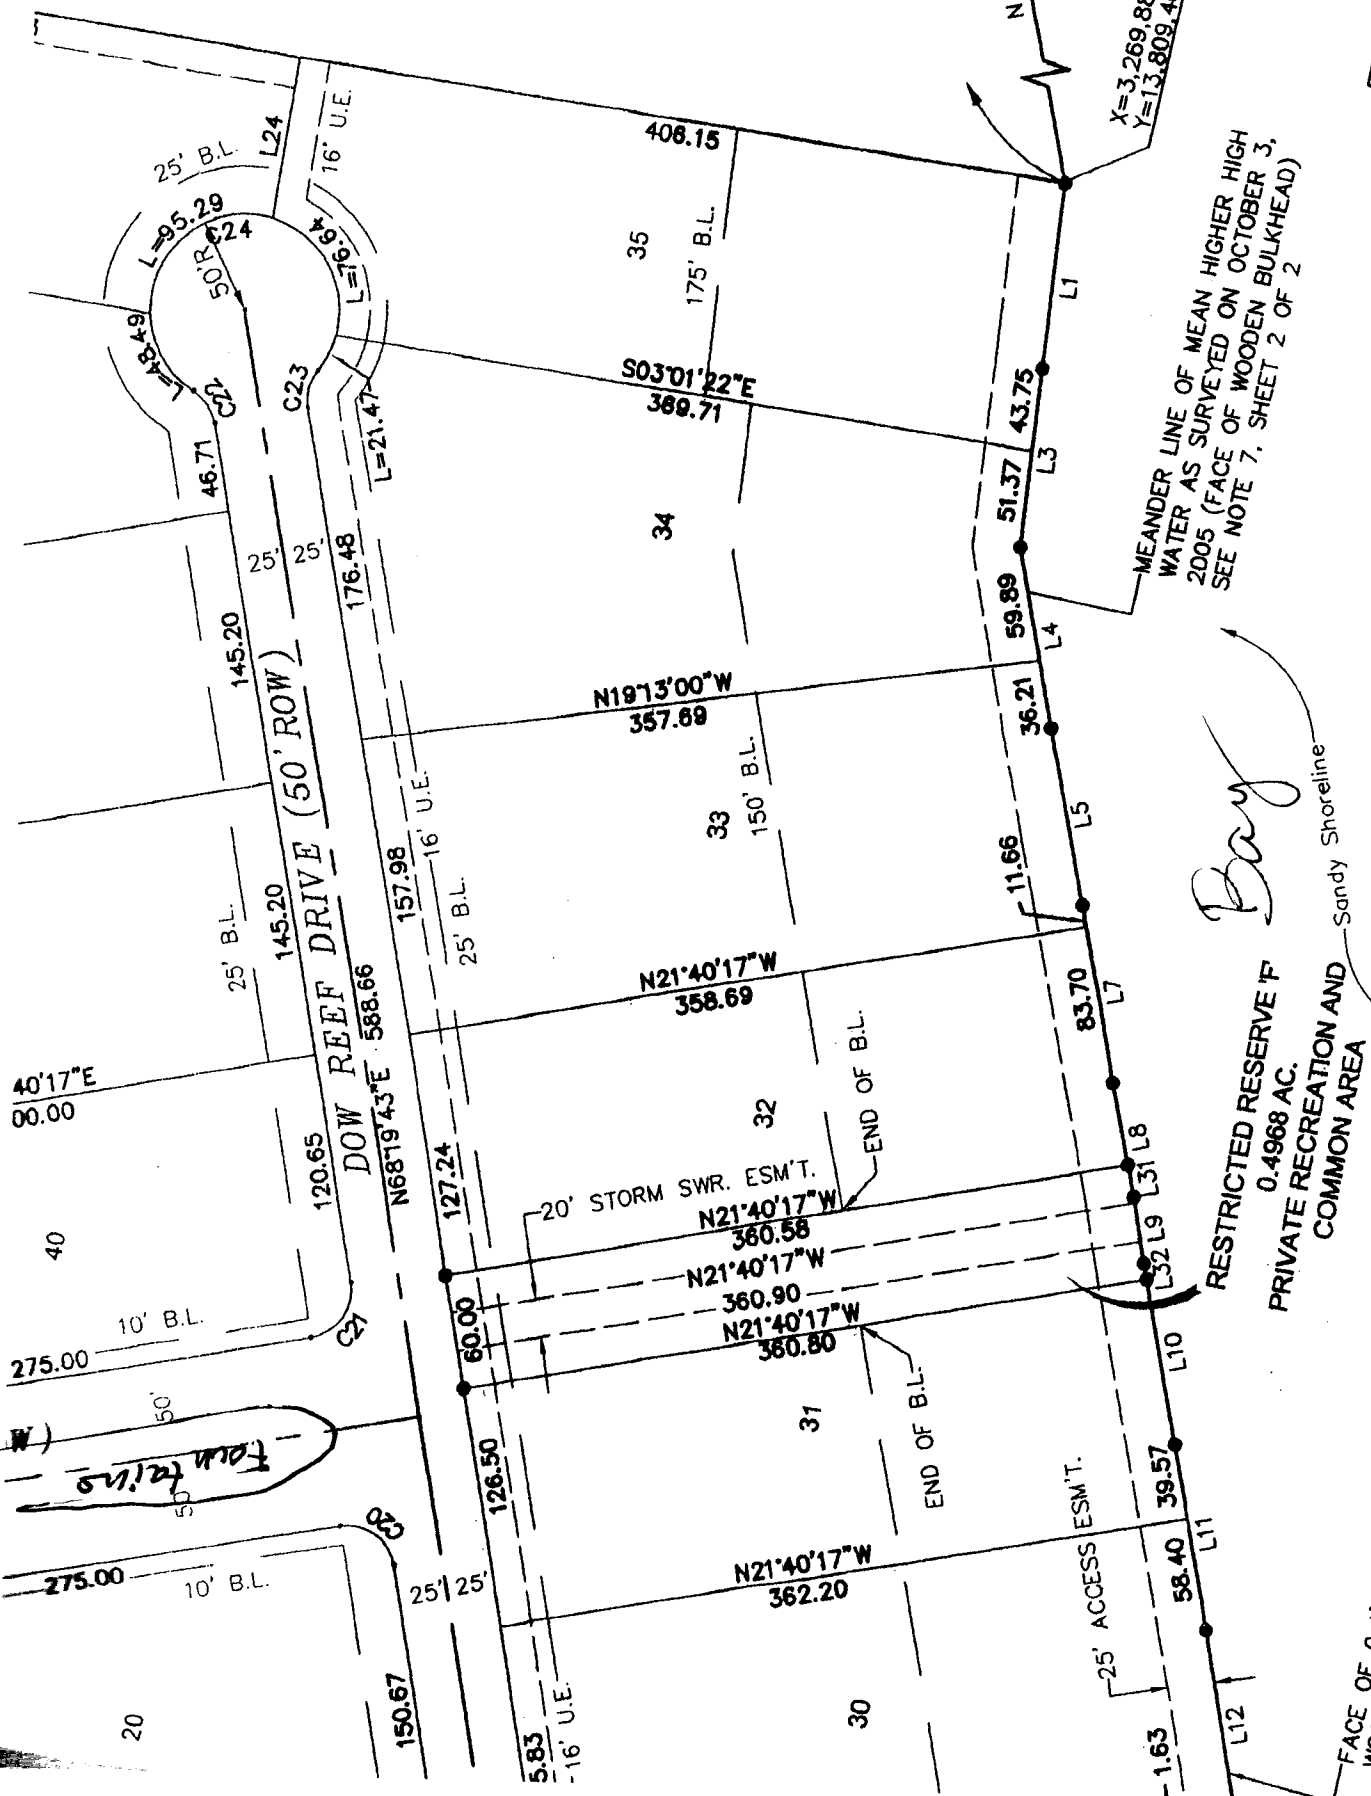 N
X=3,269,88
Y=13,809,4
L24
25' B.L.
16' U.E.
406.15
L=95.29
C24
50'R
L=76.64
L=48.49
C22
C23
L=21.47
35
175' B.L.
L1
S03°01'22"E
369.71
43.75
L3
51.37
MEANDER LINE OF MEAN HIGHER HIGH
WATER AS SURVEYED ON OCTOBER 3,
2005 (FACE OF WOODEN BULKHEAD)
SEE NOTE 7, SHEET 2 OF 2
46.71
25' 25'
176.48
34
59.89
L4
145.20
N19°13'00"W
357.69
36.21
DOW REEF DRIVE (50' ROW)
25' B.L.
145.20
157.98
16' U.E.
25' B.L.
33
150' B.L.
11.66
L5
Bay
Sandy Shoreline
N68°19'43"E 588.66
N21°40'17"W
358.69
83.70
L7
RESTRICTED RESERVE 'F'
0.4968 AC.
PRIVATE RECREATION AND
COMMON AREA
40'17"E
00.00
120.65
127.24
32
END OF B.L.
L8
40
20' STORM SWR. ESM'T.
N21°40'17"W
360.58
L31
N21°40'17"W
360.90
L9
L32
10' B.L.
C21
60.00
N21°40'17"W
360.80
275.00
L10
50'
W (
Fountains
50'
31
END OF B.L.
126.50
39.57
C20
275.00
10' B.L.
25' 25'
N21°40'17"W
362.20
25' ACCESS ESM'T.
58.40
L11
20
150.67
5.83
16' U.E.
30
1.63
L12
FACE OF